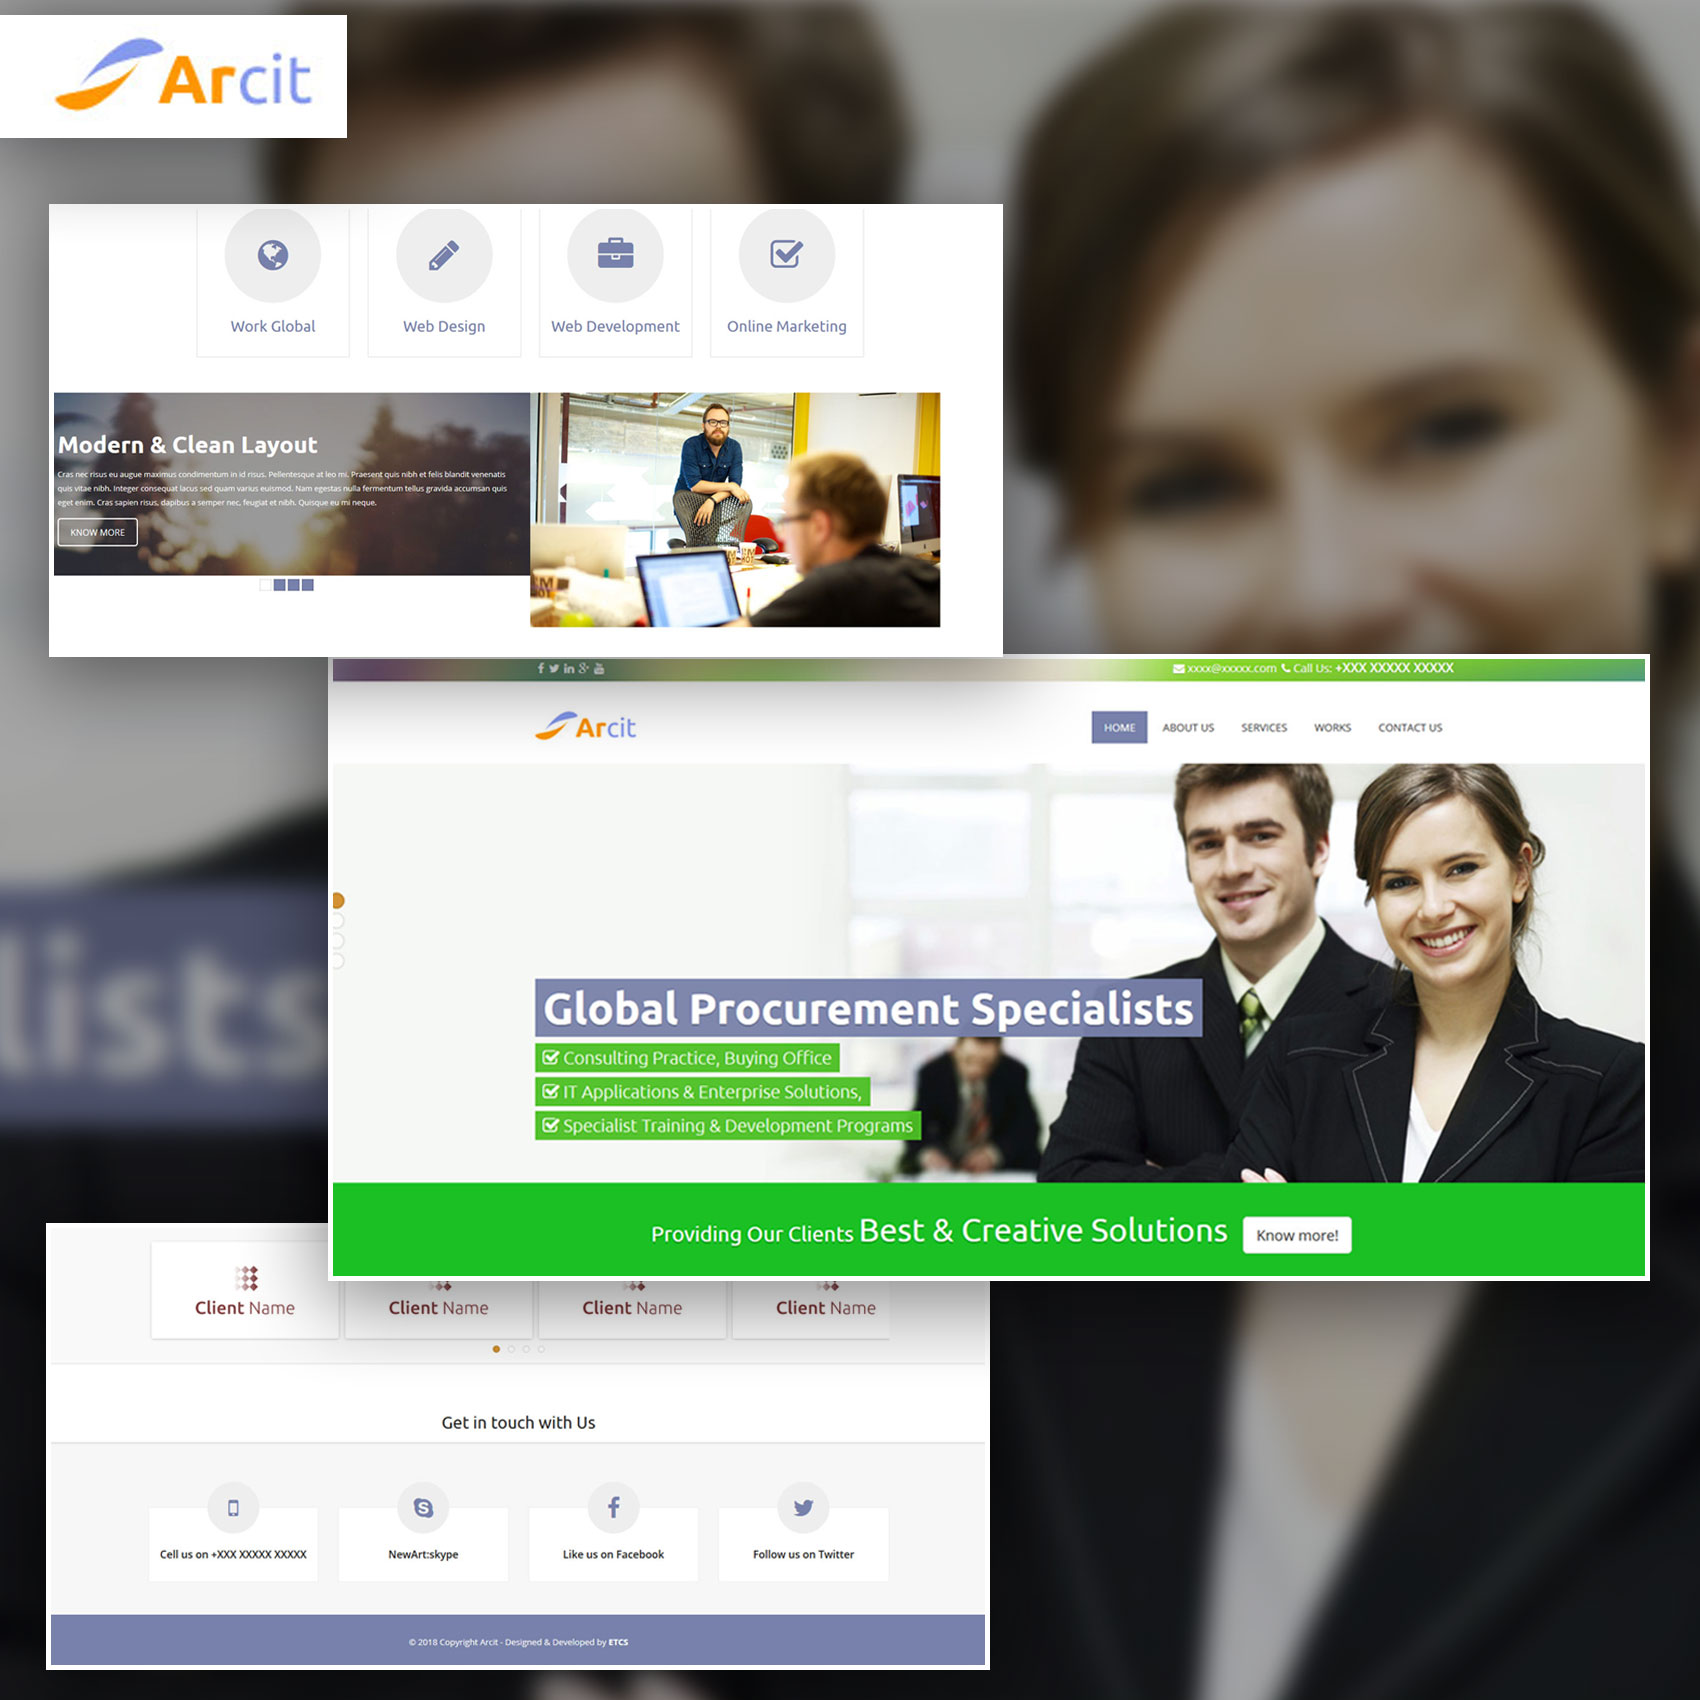 Arcit
Work Global
Web Design
Web Development
Online Marketing
Modern & Clean Layout
Cras nec risus eu augue maximus condimentum in id risus. Pellentesque at leo mi. Praesent quis nibh et felis blandit venenatis
quis vitae nibh. Integer consequat lacus sed quam varius euismod. Nam egestas nulla fermentum tellus gravida accumsan quis
eget enim. Cras sapien risus, dapibus a semper nec, feugiat et nibh. Quisque eu mi neque.
KNOW MORE
xxxx@xxxxx.com Call Us: +XXX XXXXX XXXXX
Arcit
HOME ABOUT US SERVICES WORKS CONTACT US
Global Procurement Specialists
Consulting Practice, Buying Office
IT Applications & Enterprise Solutions,
Specialist Training & Development Programs
Providing Our Clients Best & Creative Solutions Know more!
lists
Client Name
Client Name
Client Name
Client Name
Get in touch with Us
Cell us on +XXX XXXXX XXXXX
NewArt:skype
Like us on Facebook
Follow us on Twitter
© 2018 Copyright Arcit - Designed & Developed by ETCS